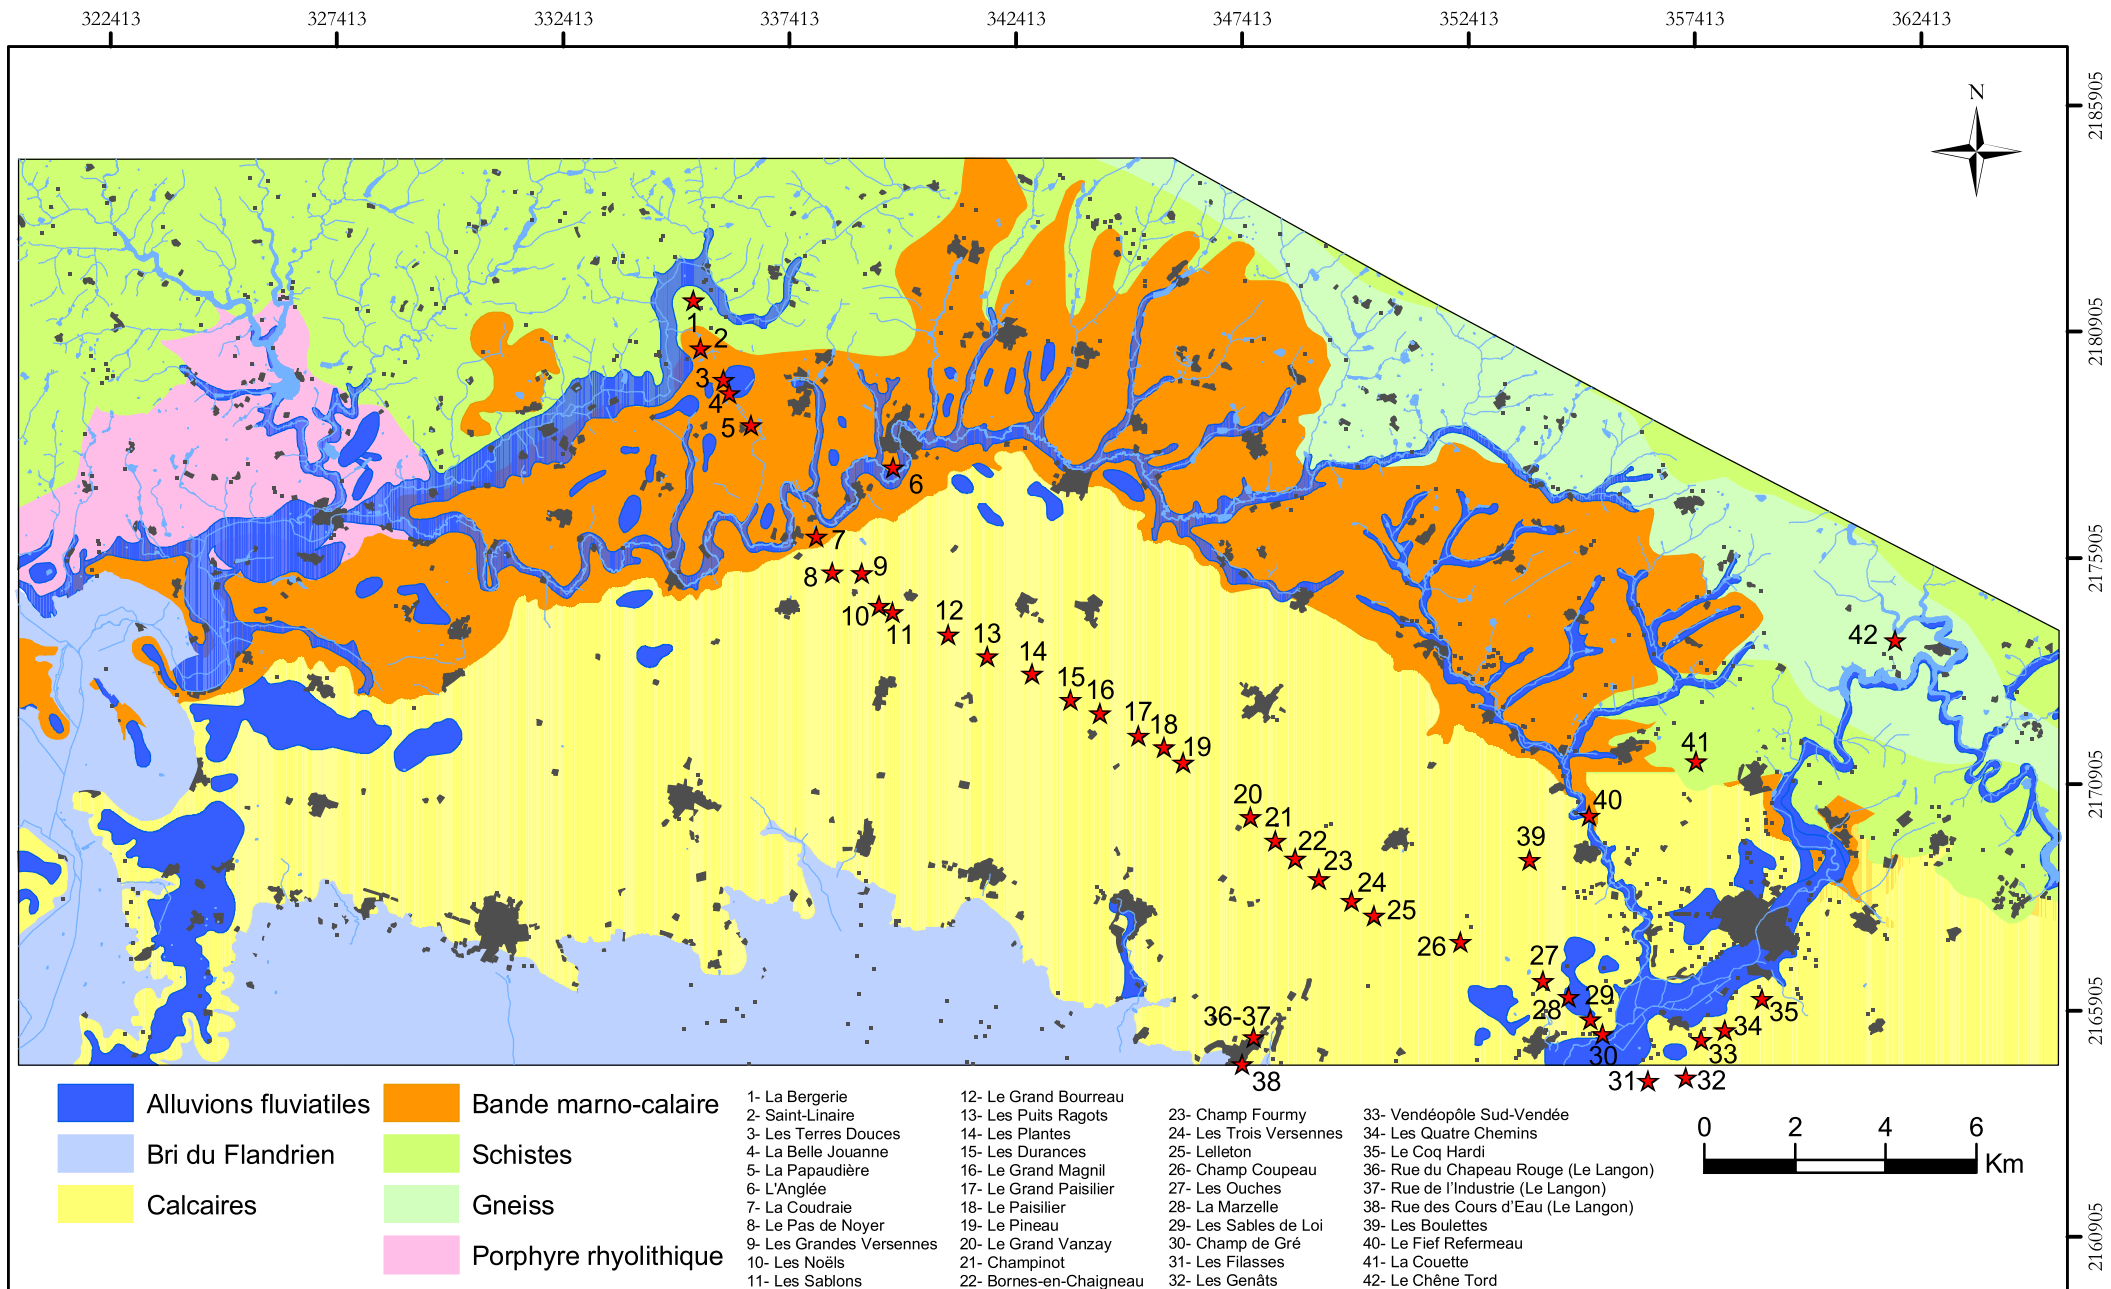 322413 327413 332413 337413 342413 347413 352413 357413 362413
N
2185905
2180905
2175905
2170905
2165905
2160905
1
2
3
4
5
6
7
8
9
10
11
12
13
14
15
16
17
18
19
20
21
22
23
24
25
26
27
28
29
30
31
32
33
34
35
36-37
38
39
40
41
42
Alluvions fluviatiles
Bri du Flandrien
Calcaires
Bande marno-calaire
Schistes
Gneiss
Porphyre rhyolithique
1- La Bergerie
2- Saint-Linaire
3- Les Terres Douces
4- La Belle Jouanne
5- La Papaudière
6- L'Anglée
7- La Coudraie
8- Le Pas de Noyer
9- Les Grandes Versennes
10- Les Noëls
11- Les Sablons
12- Le Grand Bourreau
13- Les Puits Ragots
14- Les Plantes
15- Les Durances
16- Le Grand Magnil
17- Le Grand Paisilier
18- Le Paisilier
19- Le Pineau
20- Le Grand Vanzay
21- Champinot
22- Bornes-en-Chaigneau
23- Champ Fourmy
24- Les Trois Versennes
25- Lelleton
26- Champ Coupeau
27- Les Ouches
28- La Marzelle
29- Les Sables de Loi
30- Champ de Gré
31- Les Filasses
32- Les Genâts
33- Vendéopôle Sud-Vendée
34- Les Quatre Chemins
35- Le Coq Hardi
36- Rue du Chapeau Rouge (Le Langon)
37- Rue de l'Industrie (Le Langon)
38- Rue des Cours d'Eau (Le Langon)
39- Les Boulettes
40- Le Fief Refermeau
41- La Couette
42- Le Chêne Tord
0 2 4 6
Km